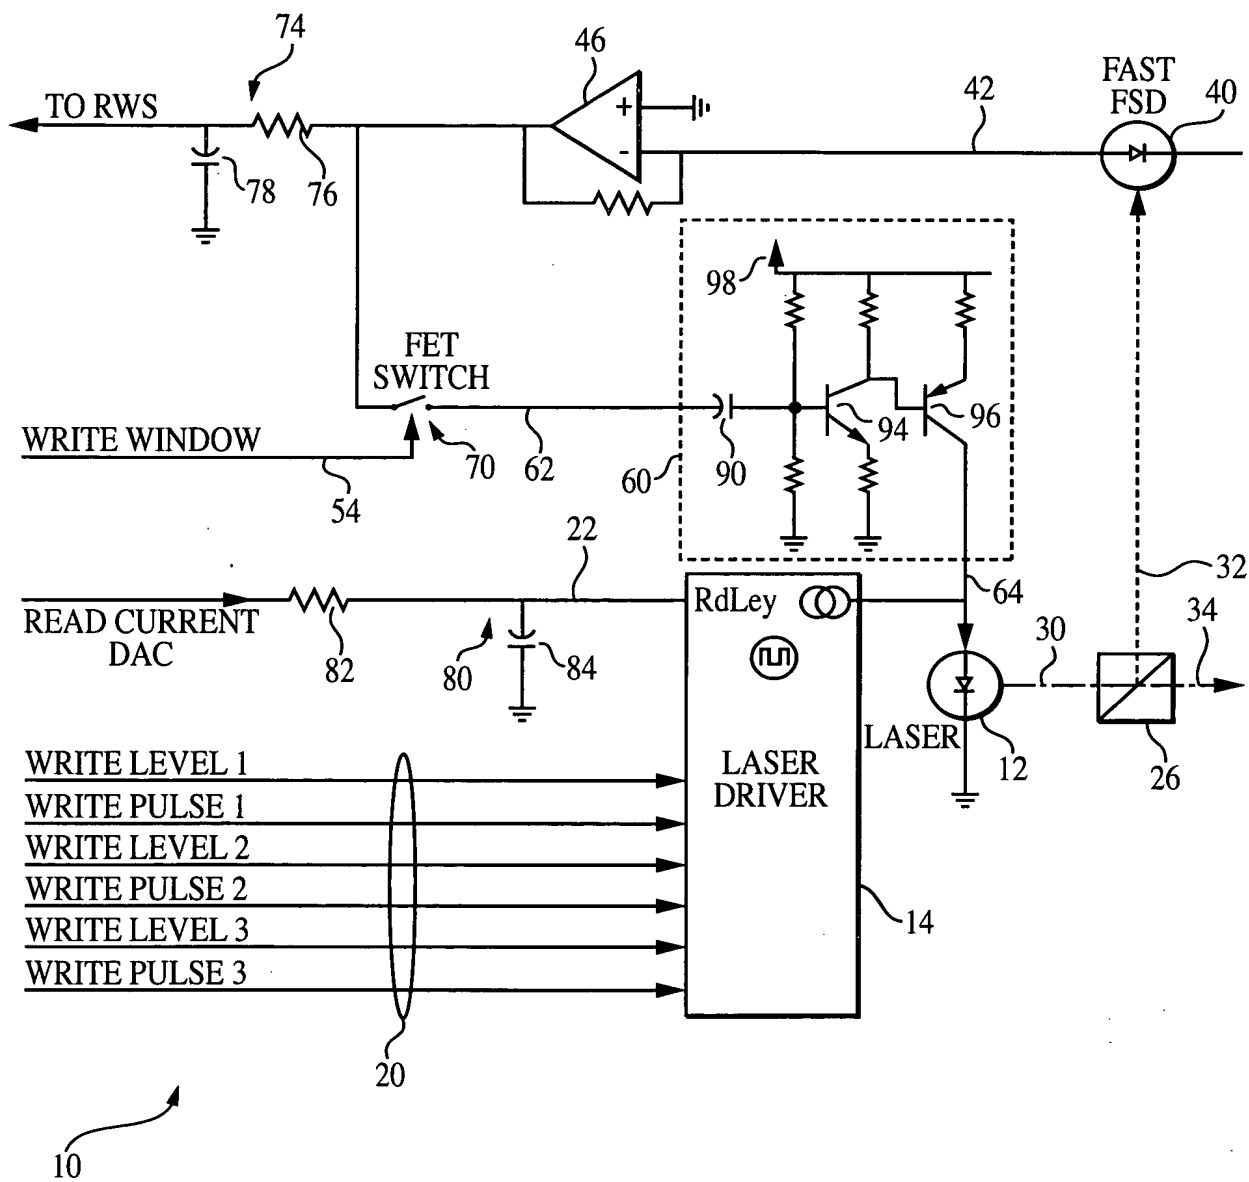 74
46
TO RWS
42
FAST
FSD
40
+
-
78
76
98
FET
SWITCH
94
96
WRITE WINDOW
70
62
60
90
54
22
32
64
RdLey
READ CURRENT
DAC
82
80
84
30
34
LASER
12
26
LASER
DRIVER
WRITE LEVEL 1
WRITE PULSE 1
WRITE LEVEL 2
WRITE PULSE 2
WRITE LEVEL 3
WRITE PULSE 3
14
20
10